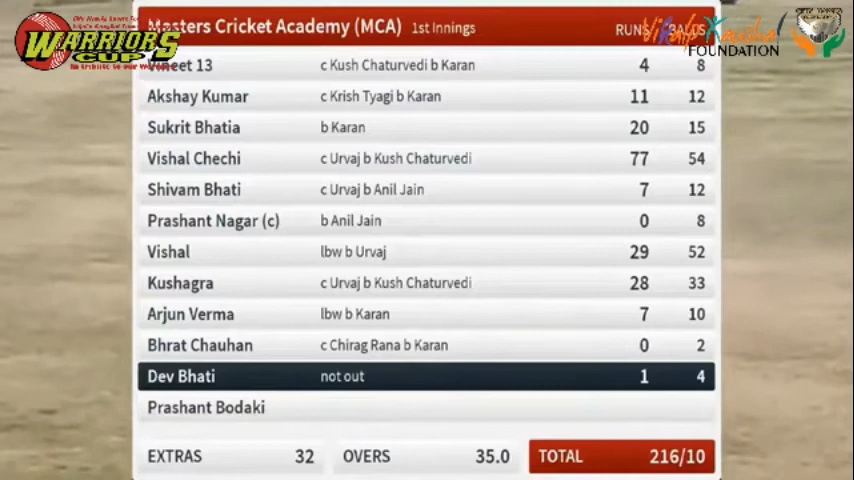 WARRIORS
CUP
Masters Cricket Academy (MCA) 1st Innings RUNS BALLS
Vikalp Kaushal
FOUNDATION
Vineet 13 c Kush Chaturvedi b Karan 4 8
Akshay Kumar c Krish Tyagi b Karan 11 12
Sukrit Bhatia b Karan 20 15
Vishal Chechi c Urvaj b Kush Chaturvedi 77 54
Shivam Bhati c Urvaj b Anil Jain 7 12
Prashant Nagar (c) b Anil Jain 0 8
Vishal lbw b Urvaj 29 52
Kushagra c Urvaj b Kush Chaturvedi 28 33
Arjun Verma lbw b Karan 7 10
Bhrat Chauhan c Chirag Rana b Karan 0 2
Dev Bhati not out 1 4
Prashant Bodaki
EXTRAS 32 OVERS 35.0 TOTAL 216/10